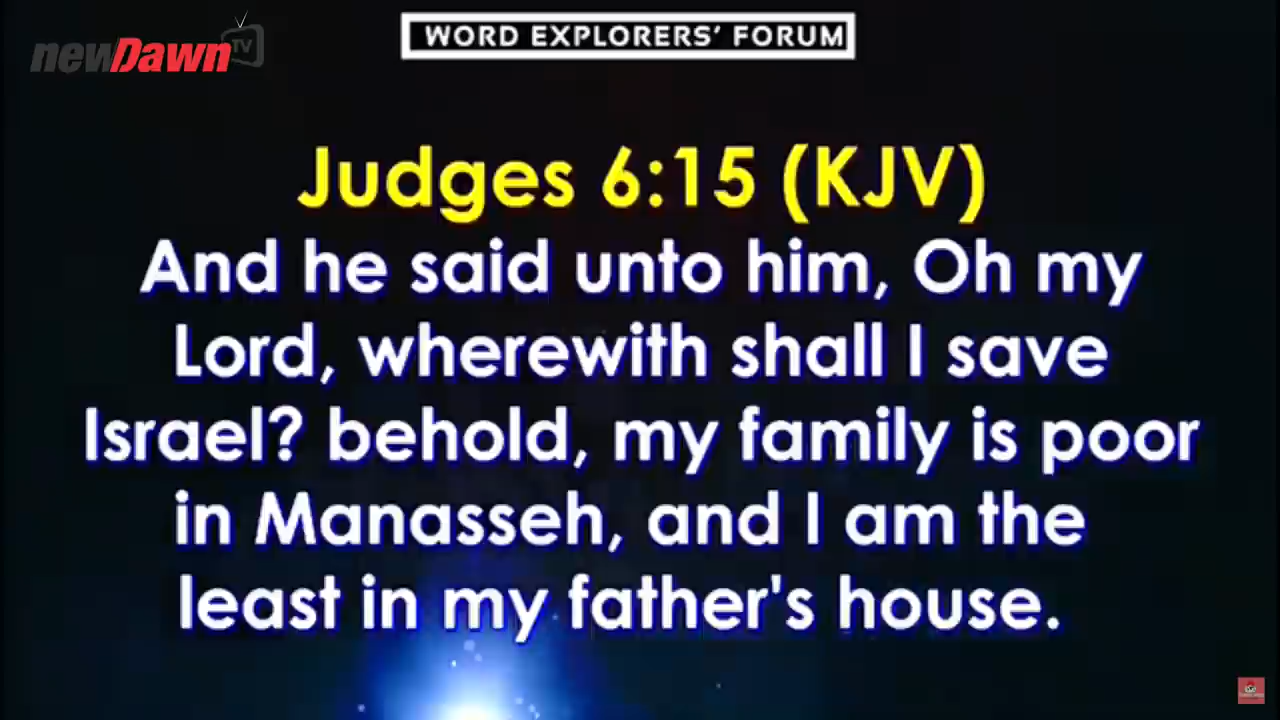 newDawn TV
WORD EXPLORERS' FORUM
Judges 6:15 (KJV)
And he said unto him, Oh my
Lord, wherewith shall I save
Israel? behold, my family is poor
in Manasseh, and I am the
least in my father's house.